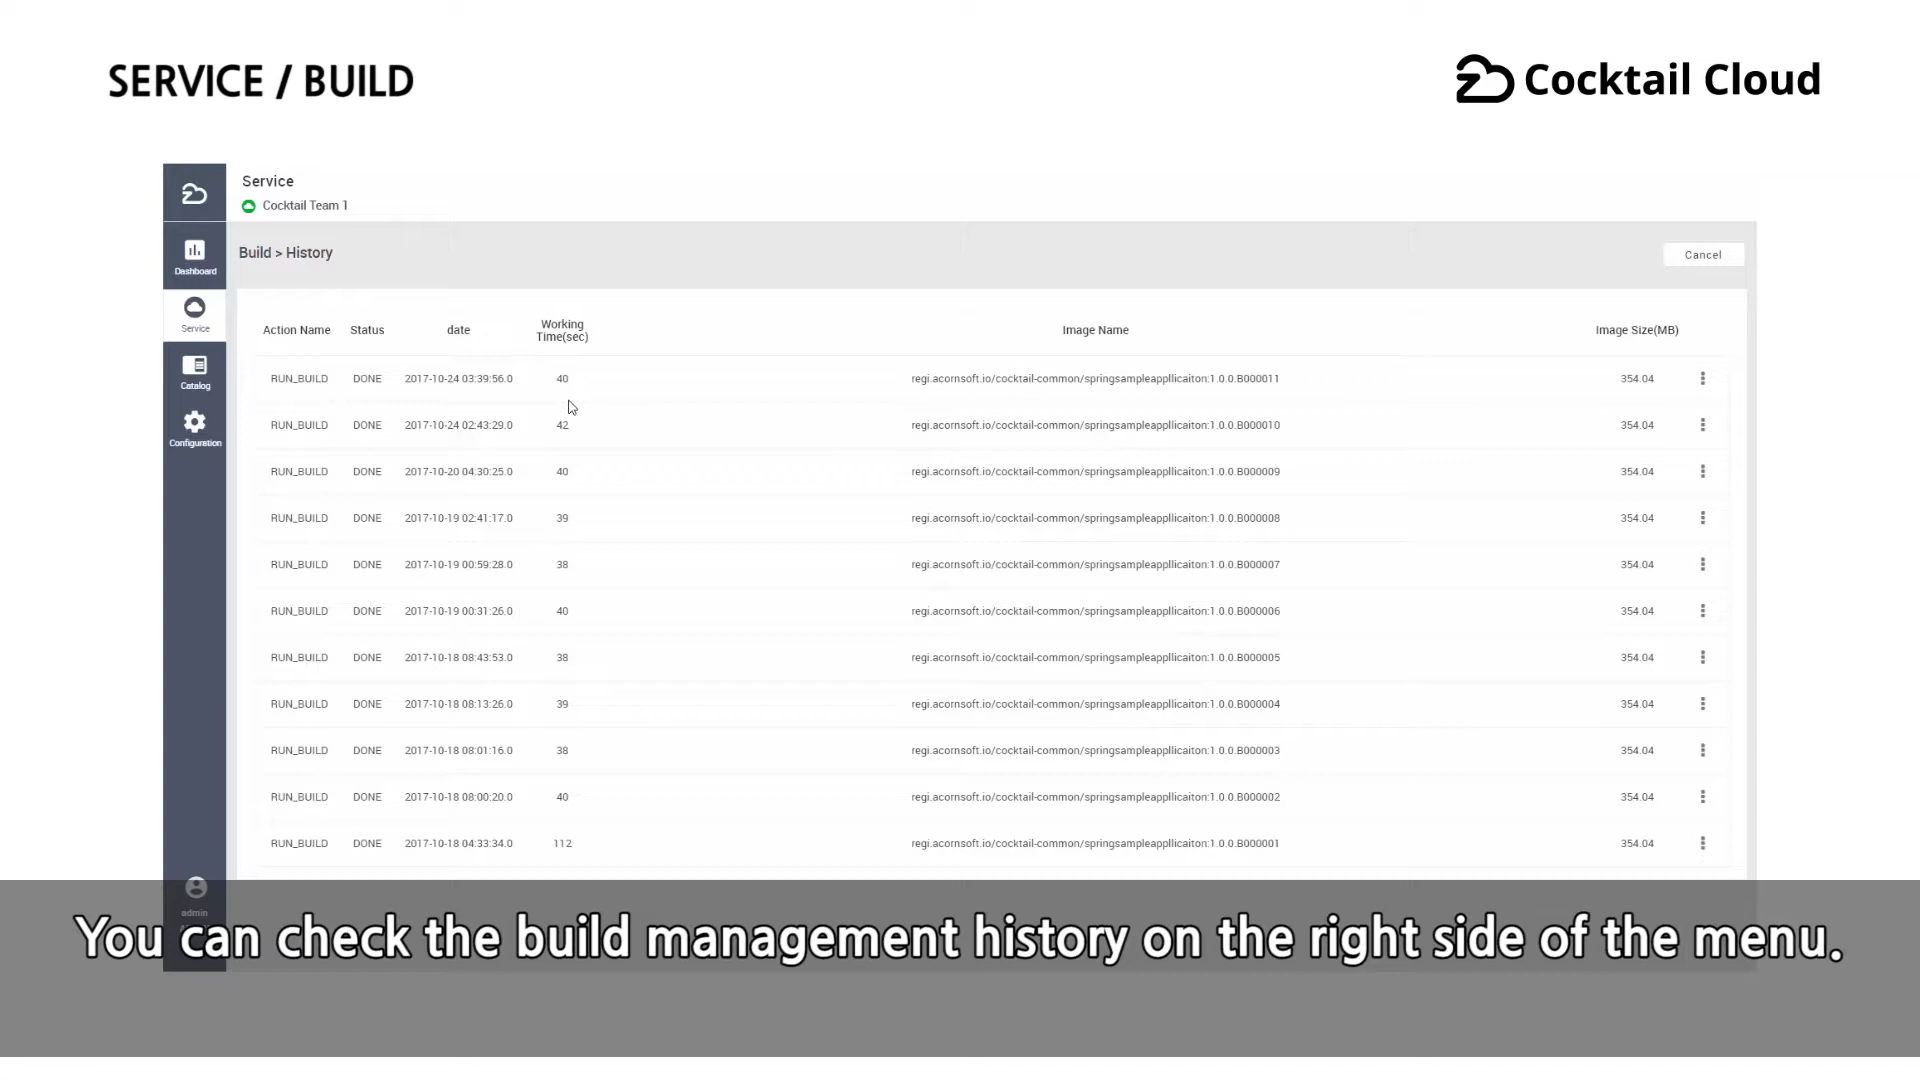 SERVICE / BUILD
Cocktail Cloud
Service
Cocktail Team 1
Dashboard
Service
Catalog
Configuration
admin
Build > History
Cancel
Action Name Status date Working Time(sec) Image Name Image Size(MB)
RUN_BUILD DONE 2017-10-24 03:39:56.0 40 regi.acornsoft.io/cocktail-common/springsampleappllicaiton:1.0.0.B000011 354.04
RUN_BUILD DONE 2017-10-24 02:43:29.0 42 regi.acornsoft.io/cocktail-common/springsampleappllicaiton:1.0.0.B000010 354.04
RUN_BUILD DONE 2017-10-20 04:30:25.0 40 regi.acornsoft.io/cocktail-common/springsampleappllicaiton:1.0.0.B000009 354.04
RUN_BUILD DONE 2017-10-19 02:41:17.0 39 regi.acornsoft.io/cocktail-common/springsampleappllicaiton:1.0.0.B000008 354.04
RUN_BUILD DONE 2017-10-19 00:59:28.0 38 regi.acornsoft.io/cocktail-common/springsampleappllicaiton:1.0.0.B000007 354.04
RUN_BUILD DONE 2017-10-19 00:31:26.0 40 regi.acornsoft.io/cocktail-common/springsampleappllicaiton:1.0.0.B000006 354.04
RUN_BUILD DONE 2017-10-18 08:43:53.0 38 regi.acornsoft.io/cocktail-common/springsampleappllicaiton:1.0.0.B000005 354.04
RUN_BUILD DONE 2017-10-18 08:13:26.0 39 regi.acornsoft.io/cocktail-common/springsampleappllicaiton:1.0.0.B000004 354.04
RUN_BUILD DONE 2017-10-18 08:01:16.0 38 regi.acornsoft.io/cocktail-common/springsampleappllicaiton:1.0.0.B000003 354.04
RUN_BUILD DONE 2017-10-18 08:00:20.0 40 regi.acornsoft.io/cocktail-common/springsampleappllicaiton:1.0.0.B000002 354.04
RUN_BUILD DONE 2017-10-18 04:33:34.0 112 regi.acornsoft.io/cocktail-common/springsampleappllicaiton:1.0.0.B000001 354.04
You can check the build management history on the right side of the menu.